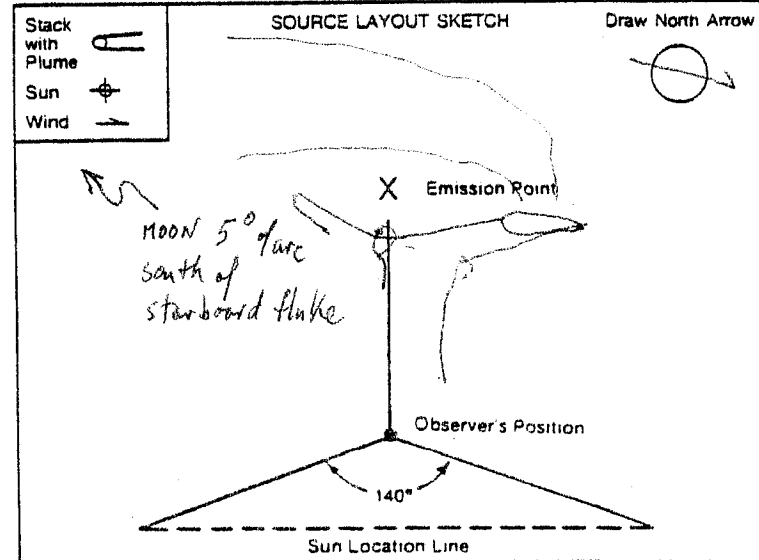 SOURCE LAYOUT SKETCH
Draw North Arrow
Stack
with
Plume
Sun
Wind
X Emission Point
MOON 5° of arc
south of
starboard fluke
Observer's Position
140°
Sun Location Line